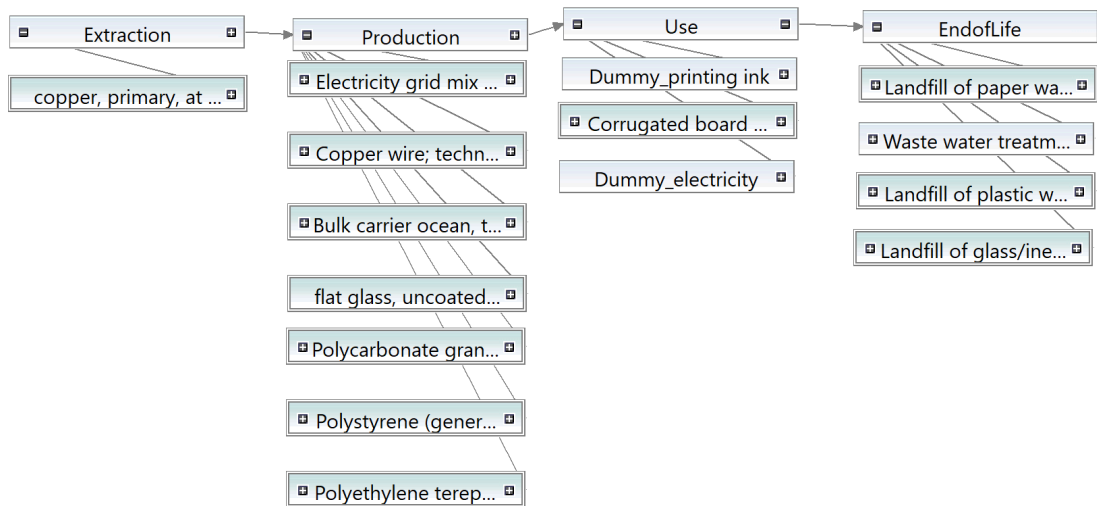 Extraction
Production
Use
EndofLife
copper, primary, at ...
Electricity grid mix ...
Copper wire; techn...
Bulk carrier ocean, t...
flat glass, uncoated...
Polycarbonate gran...
Polystyrene (gener...
Polyethylene terep...
Dummy_printing ink
Corrugated board ...
Dummy_electricity
Landfill of paper wa...
Waste water treatm...
Landfill of plastic w...
Landfill of glass/ine...